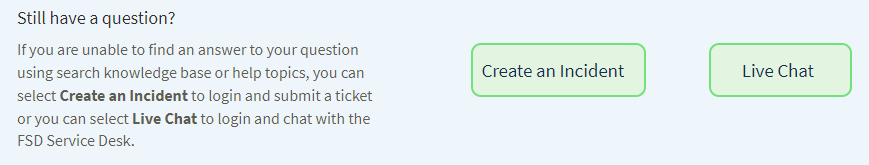 Still have a question?
If you are unable to find an answer to your question
using search knowledge base or help topics, you can
select Create an Incident to login and submit a ticket
or you can select Live Chat to login and chat with the
FSD Service Desk.
Create an Incident
Live Chat